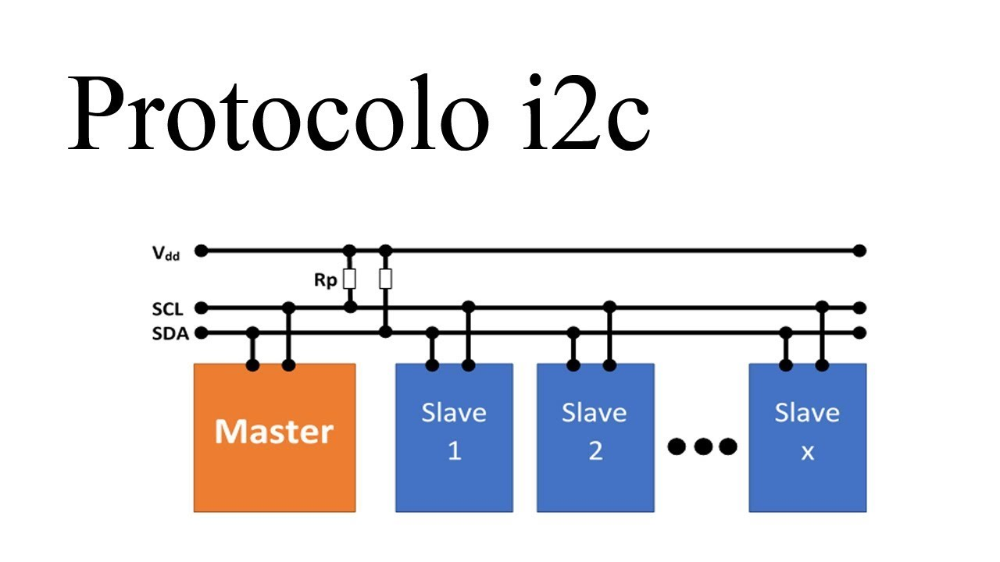 Protocolo i2c
Vdd
Rp
SCL
SDA
Master
Slave
1
Slave
2
Slave
x